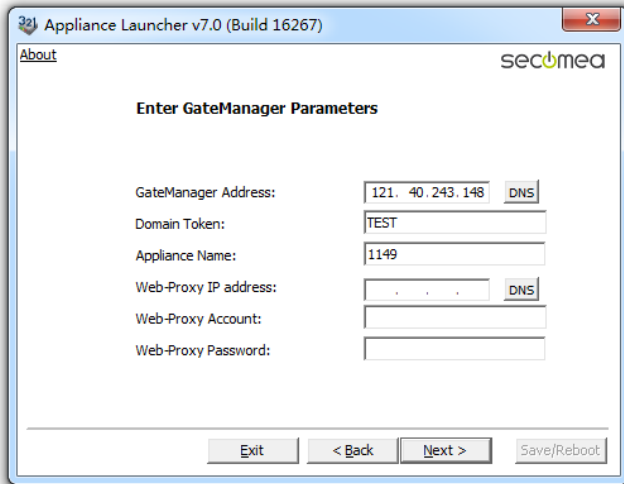 Appliance Launcher v7.0 (Build 16267)
About
secomea
Enter GateManager Parameters
GateManager Address: 121. 40.243.148 DNS
Domain Token: TEST
Appliance Name: 1149
Web-Proxy IP address: . . . DNS
Web-Proxy Account:
Web-Proxy Password:
Exit < Back Next > Save/Reboot